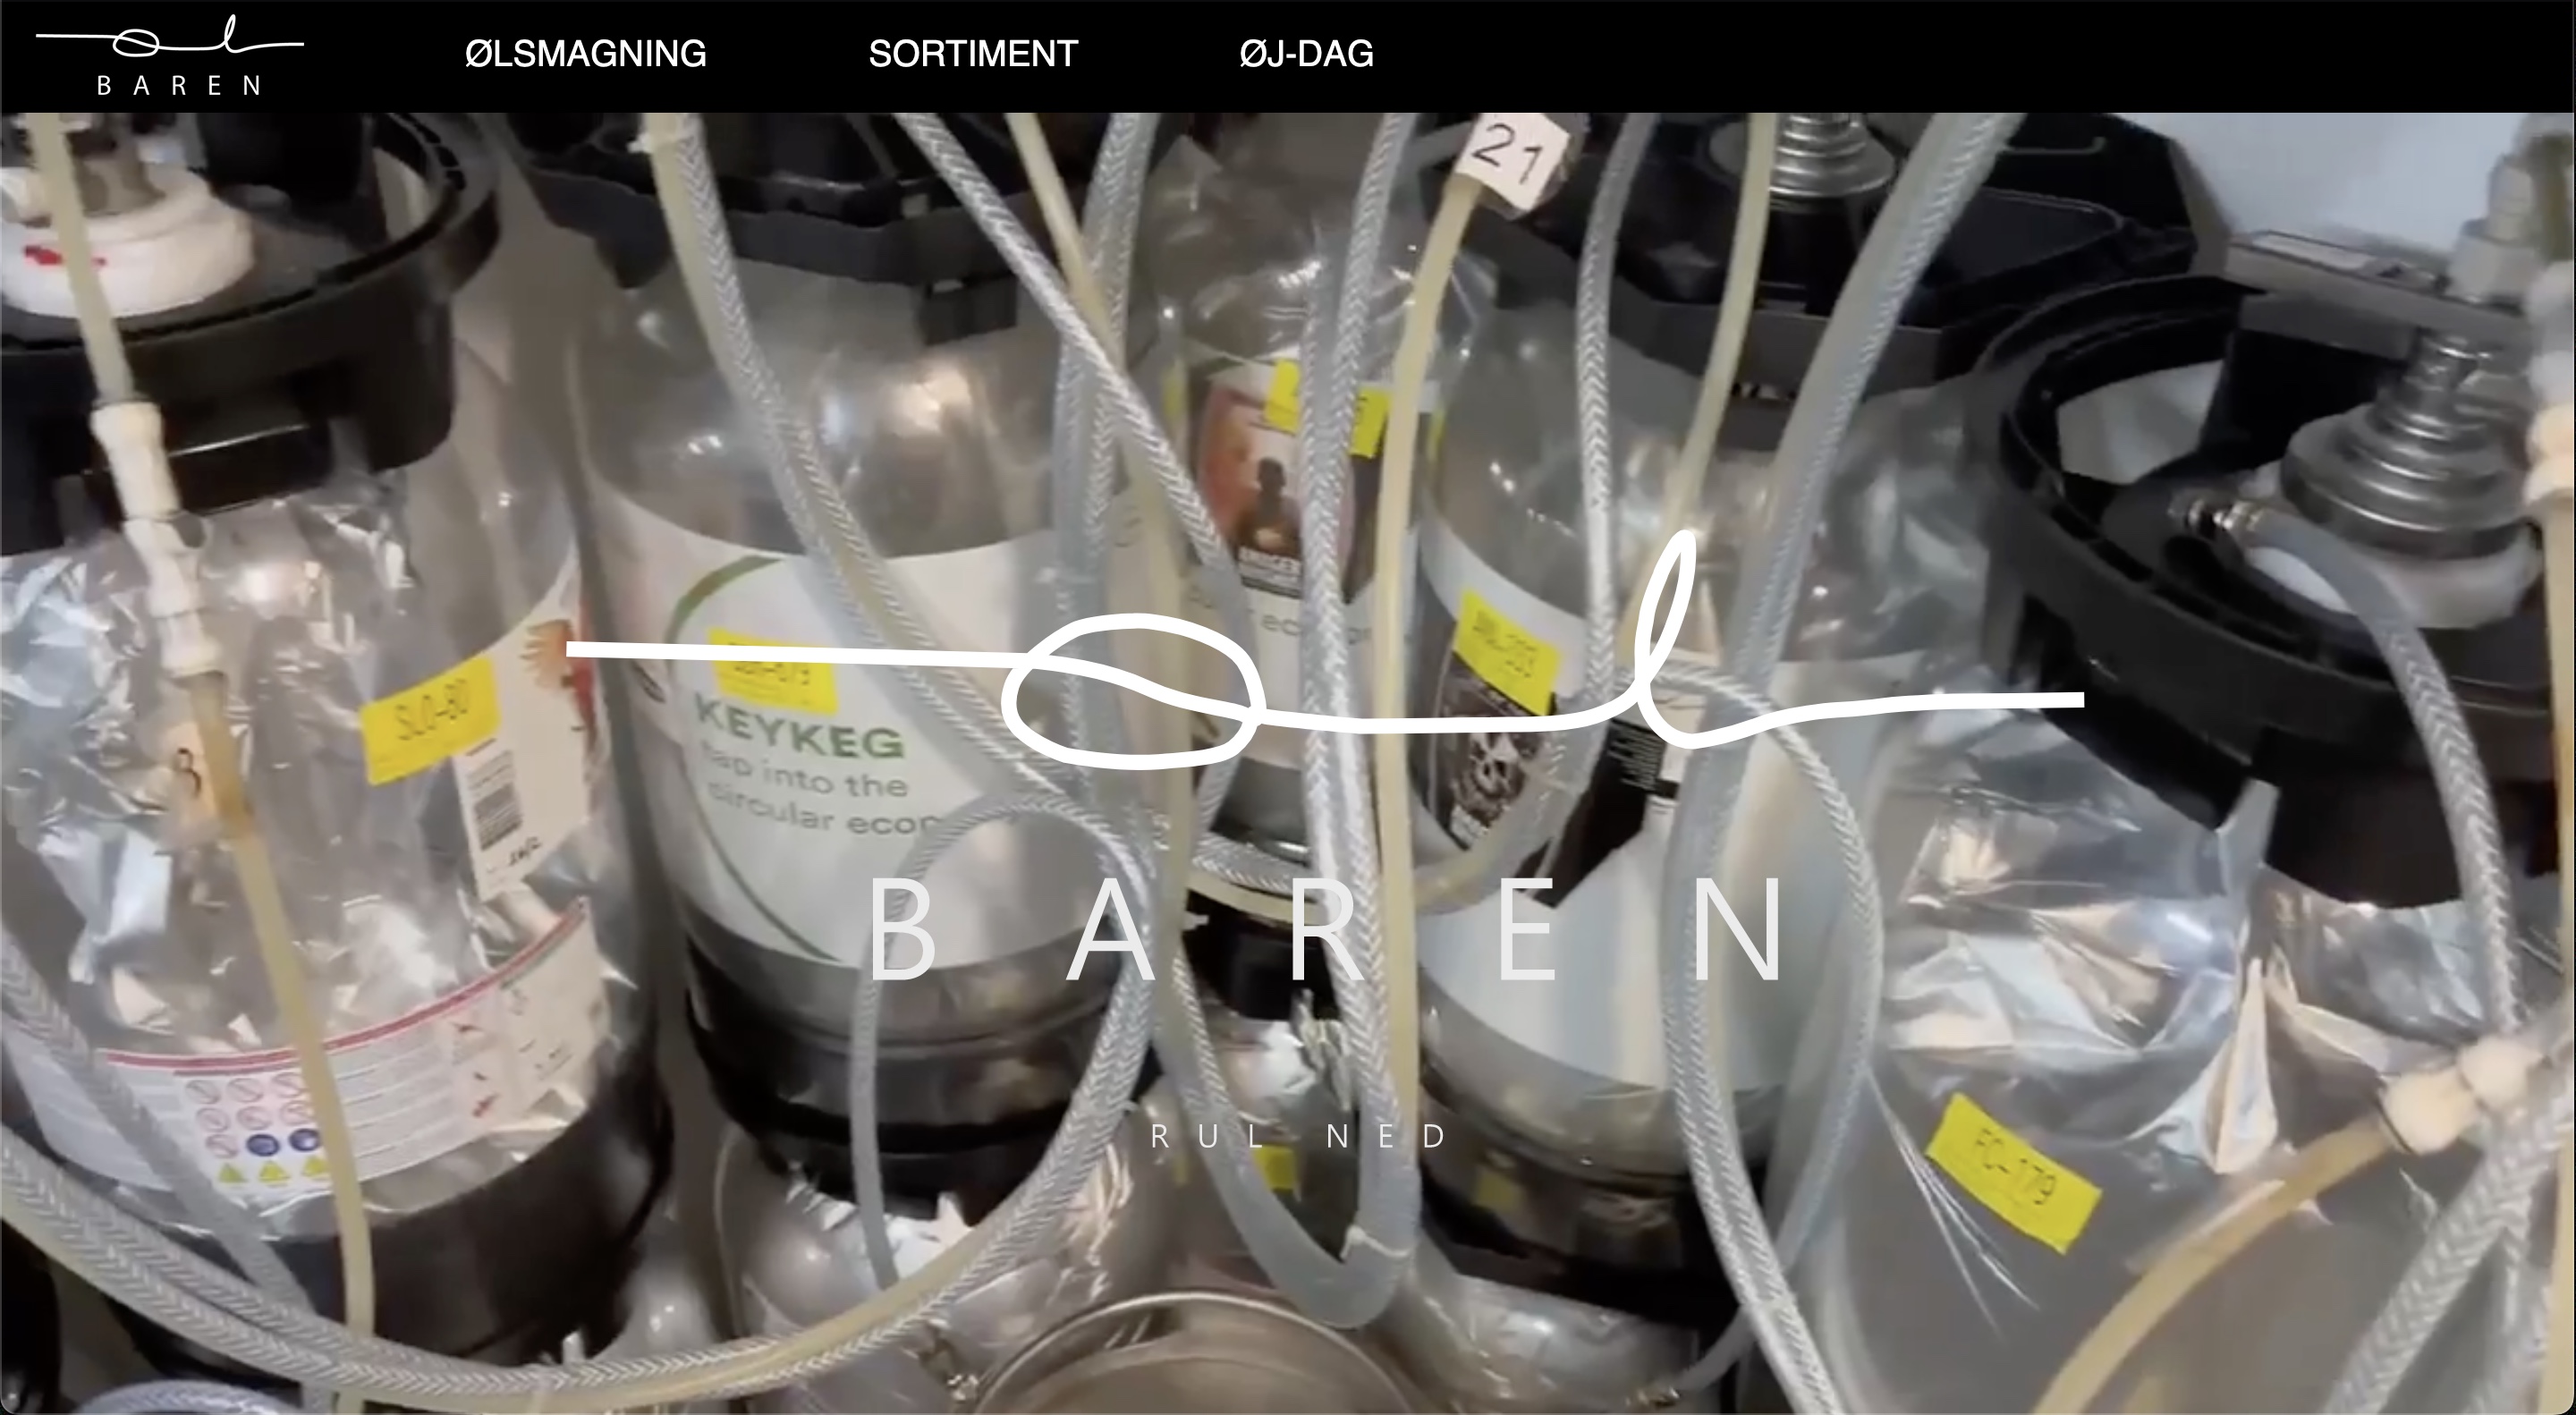 øl
BAREN
ØLSMAGNING
SORTIMENT
ØJ-DAG
21
SLO-80
KEYKEG
tap into the
circular
øl
BAREN
RUL NED
FC-179